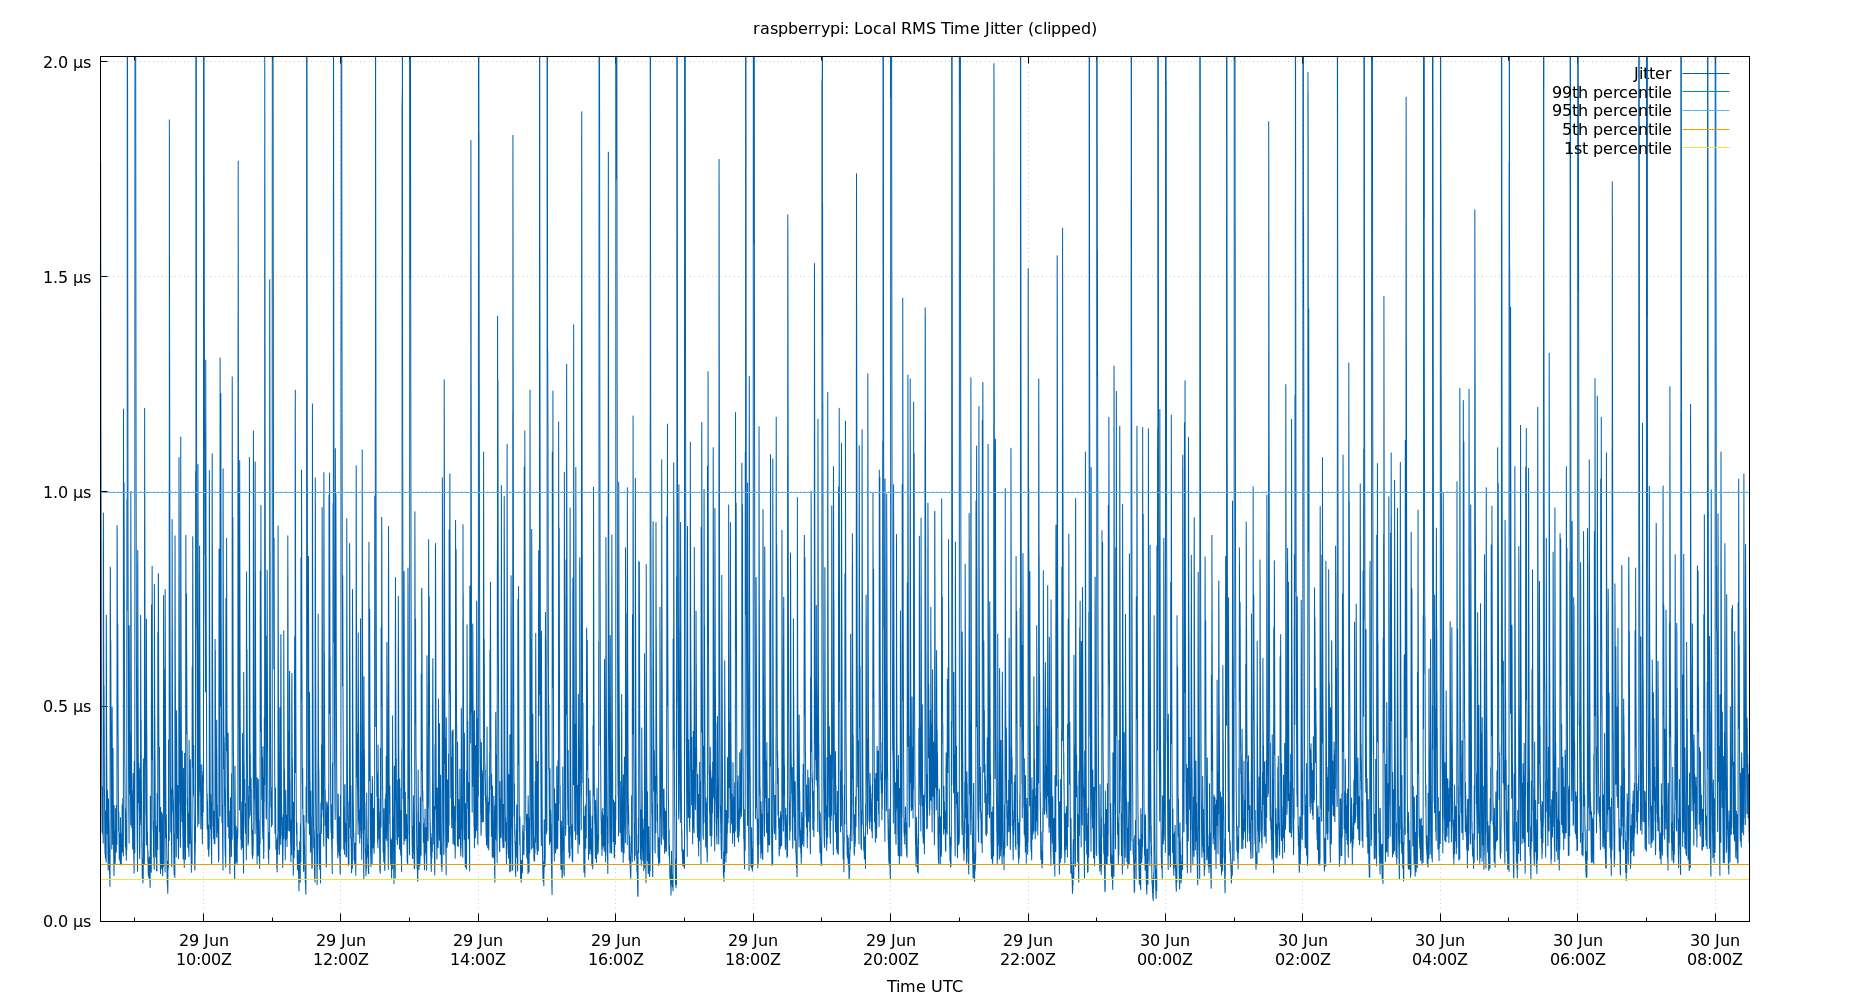 raspberrypi: Local RMS Time Jitter (clipped)
2.0 µs
1.5 µs
1.0 µs
0.5 µs
0.0 µs
Jitter
99th percentile
95th percentile
5th percentile
1st percentile
29 Jun
10:00Z
29 Jun
12:00Z
29 Jun
14:00Z
29 Jun
16:00Z
29 Jun
18:00Z
29 Jun
20:00Z
29 Jun
22:00Z
30 Jun
00:00Z
30 Jun
02:00Z
30 Jun
04:00Z
30 Jun
06:00Z
30 Jun
08:00Z
Time UTC